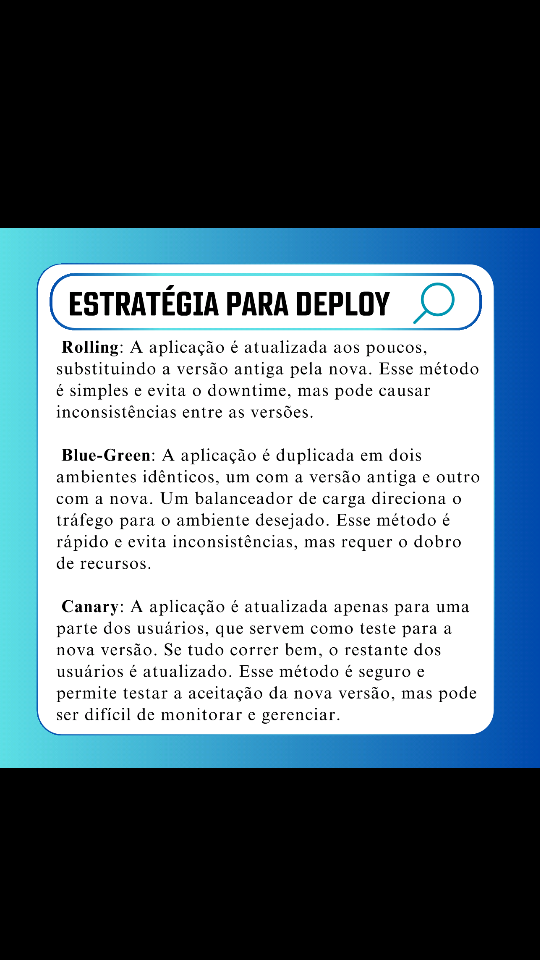 ESTRATÉGIA PARA DEPLOY
Rolling: A aplicação é atualizada aos poucos,
substituindo a versão antiga pela nova. Esse método
é simples e evita o downtime, mas pode causar
inconsistências entre as versões.
Blue-Green: A aplicação é duplicada em dois
ambientes idênticos, um com a versão antiga e outro
com a nova. Um balanceador de carga direciona o
tráfego para o ambiente desejado. Esse método é
rápido e evita inconsistências, mas requer o dobro
de recursos.
Canary: A aplicação é atualizada apenas para uma
parte dos usuários, que servem como teste para a
nova versão. Se tudo correr bem, o restante dos
usuários é atualizado. Esse método é seguro e
permite testar a aceitação da nova versão, mas pode
ser difícil de monitorar e gerenciar.